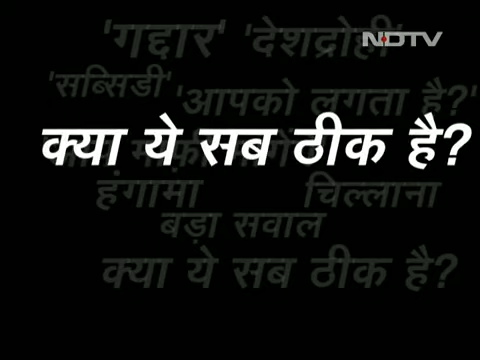 'गद्दार' 'देशद्रोही'
NDTV
'सब्सिडी'
'आपको लगता है?'
क्या ये सब ठीक है?
हंगामा चिल्लाना
बड़ा सवाल
क्या ये सब ठीक है?